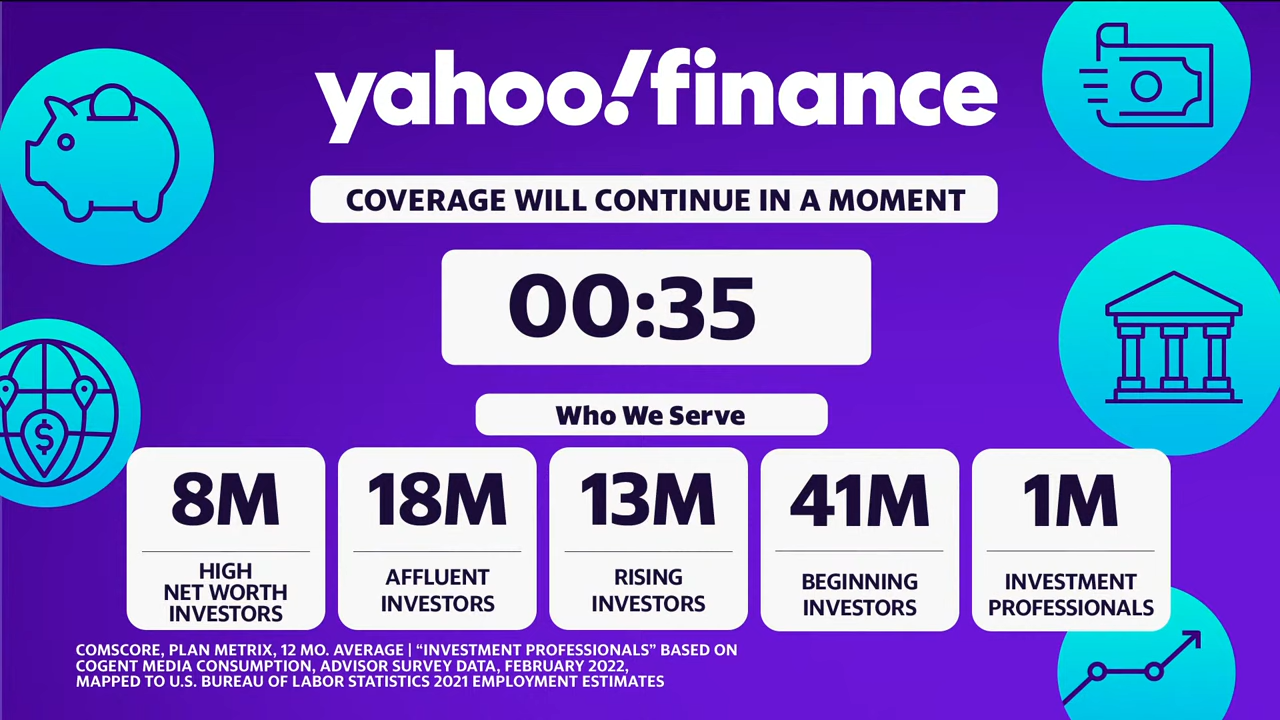 yahoo!finance
COVERAGE WILL CONTINUE IN A MOMENT
00:35
Who We Serve
8M
HIGH
NET WORTH
INVESTORS
18M
AFFLUENT
INVESTORS
13M
RISING
INVESTORS
41M
BEGINNING
INVESTORS
1M
INVESTMENT
PROFESSIONALS
$
COMSCORE, PLAN METRIX, 12 MO. AVERAGE | “INVESTMENT PROFESSIONALS” BASED ON
COGENT MEDIA CONSUMPTION, ADVISOR SURVEY DATA, FEBRUARY 2022,
MAPPED TO U.S. BUREAU OF LABOR STATISTICS 2021 EMPLOYMENT ESTIMATES